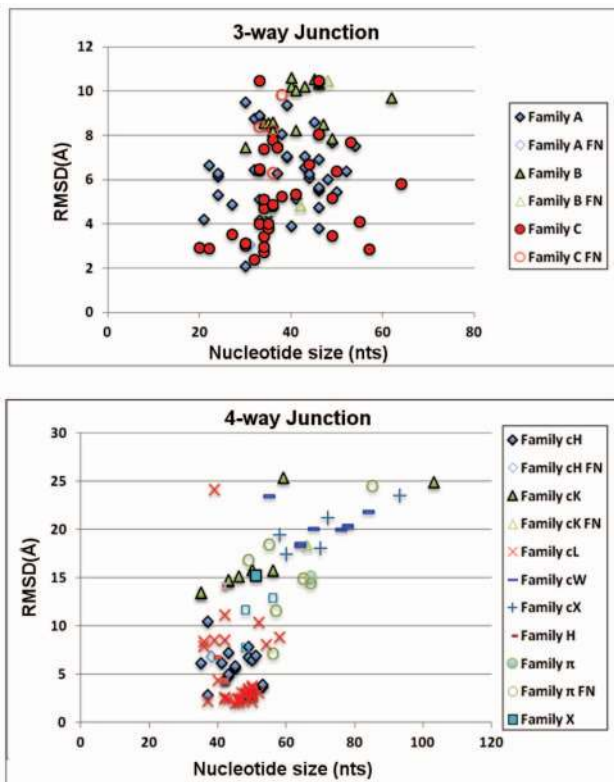 3-way Junction
12
10
8
6
4
2
0
RMSD(Å)
0 20 40 60 80
Nucleotide size (nts)
Family A
Family A FN
Family B
Family B FN
Family C
Family C FN
4-way Junction
30
25
20
15
10
5
0
RMSD(Å)
0 20 40 60 80 100 120
Nucleotide size (nts)
Family cH
Family cH FN
Family cK
Family cK FN
Family cL
Family cW
Family cX
Family H
Family π
Family π FN
Family X